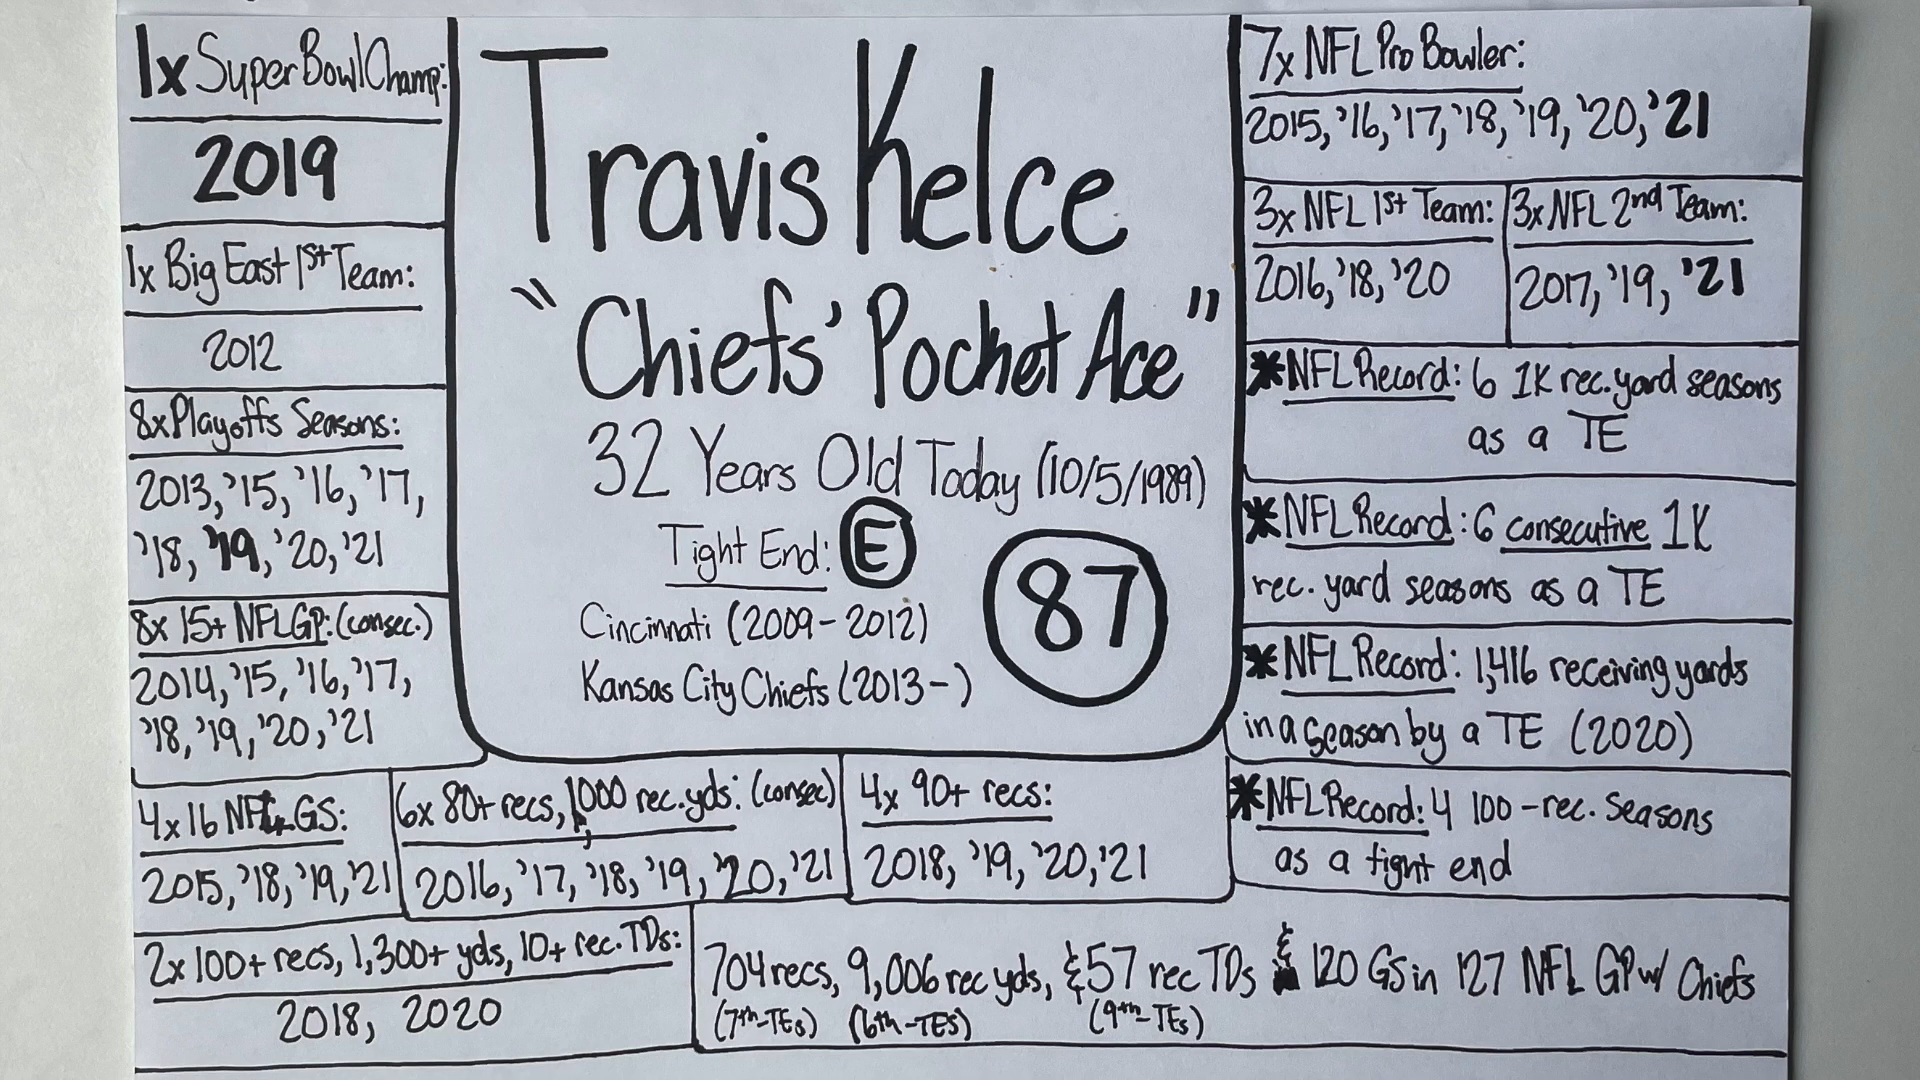 1x Super Bowl Champ:
2019
1x Big East 1st Team:
2012
8x Playoffs Seasons:
2013, '15, '16, '17,
'18, '19, '20, '21
8x 15+ NFL GP: (consec.)
2014, '15, '16, '17,
'18, '19, '20, '21
Travis Kelce
"Chiefs' Pocket Ace"
32 Years Old Today (10/5/1989)
Tight End: E
Cincinnati (2009 - 2012)
Kansas City Chiefs (2013 - )
87
7x NFL Pro Bowler:
2015, '16, '17, '18, '19, '20, '21
3x NFL 1st Team:
2016, '18, '20
3x NFL 2nd Team:
2017, '19, '21
*NFL Record: 6 1K rec. yard seasons
as a TE
*NFL Record: 6 consecutive 1K
rec. yard seasons as a TE
*NFL Record: 1,416 receiving yards
in a season by a TE (2020)
*NFL Record: 4 100-rec. seasons
as a tight end
4x 16 NFL GS:
2015, '18, '19, '21
6x 80+ recs, 1,000 rec. yds: (consec)
2016, '17, '18, '19, '20, '21
4x 90+ recs:
2018, '19, '20, '21
2x 100+ recs, 1,300+ yds, 10+ rec. TDs:
2018, 2020
704 recs, 9,006 rec yds, & 57 rec TDs & 120 GS in 127 NFL GP w/ Chiefs
(7th-TEs) (6th-TES) (9th-TEs)